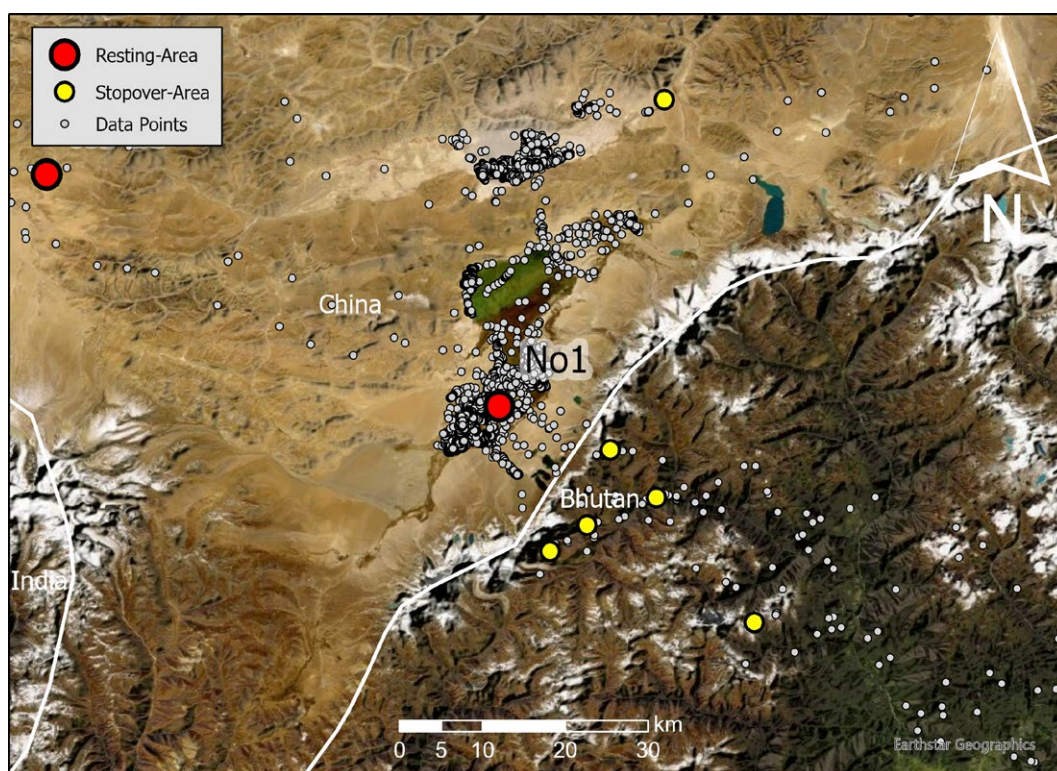 Resting-Area
Stopover-Area
Data Points
N
China
No1
Bhutan
India
km
0 5 10 20 30
Earthstar Geographics